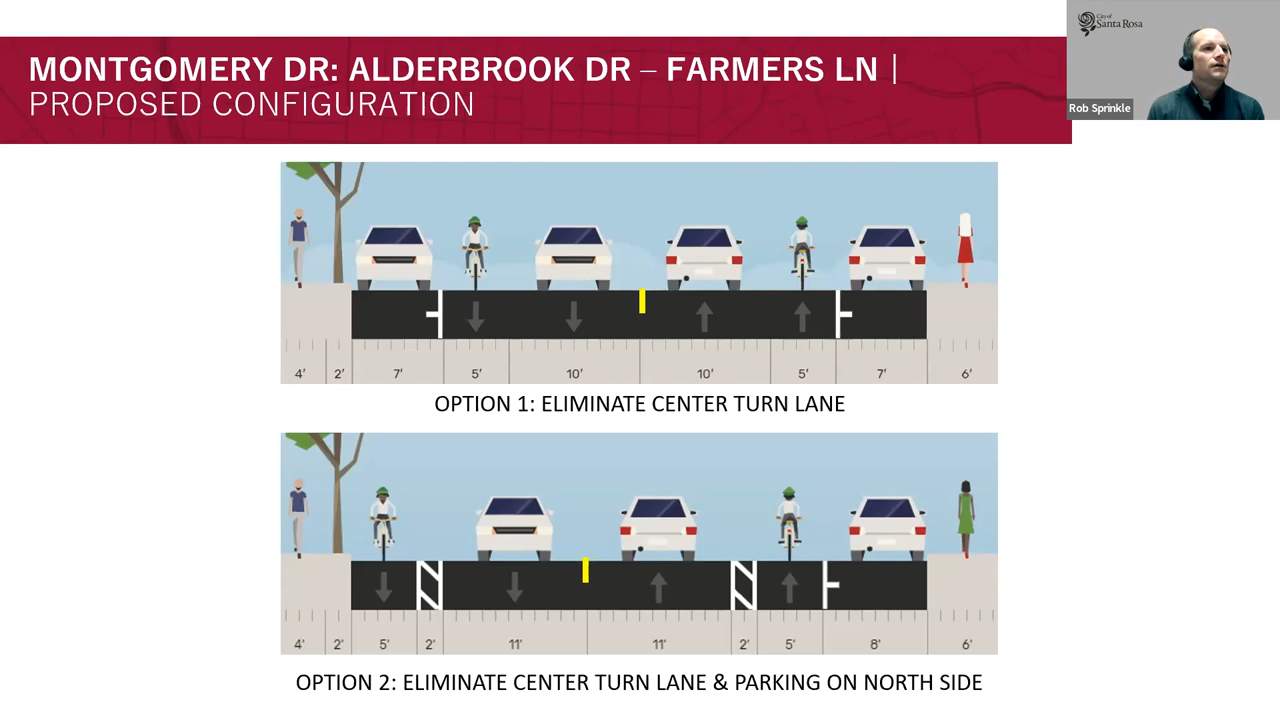 City of
Santa Rosa
Rob Sprinkle
MONTGOMERY DR: ALDERBROOK DR – FARMERS LN |
PROPOSED CONFIGURATION
4' 2' 7' 5' 10' 10' 5' 7' 6'
OPTION 1: ELIMINATE CENTER TURN LANE
4' 2' 5' 2' 11' 11' 2' 5' 8' 6'
OPTION 2: ELIMINATE CENTER TURN LANE & PARKING ON NORTH SIDE